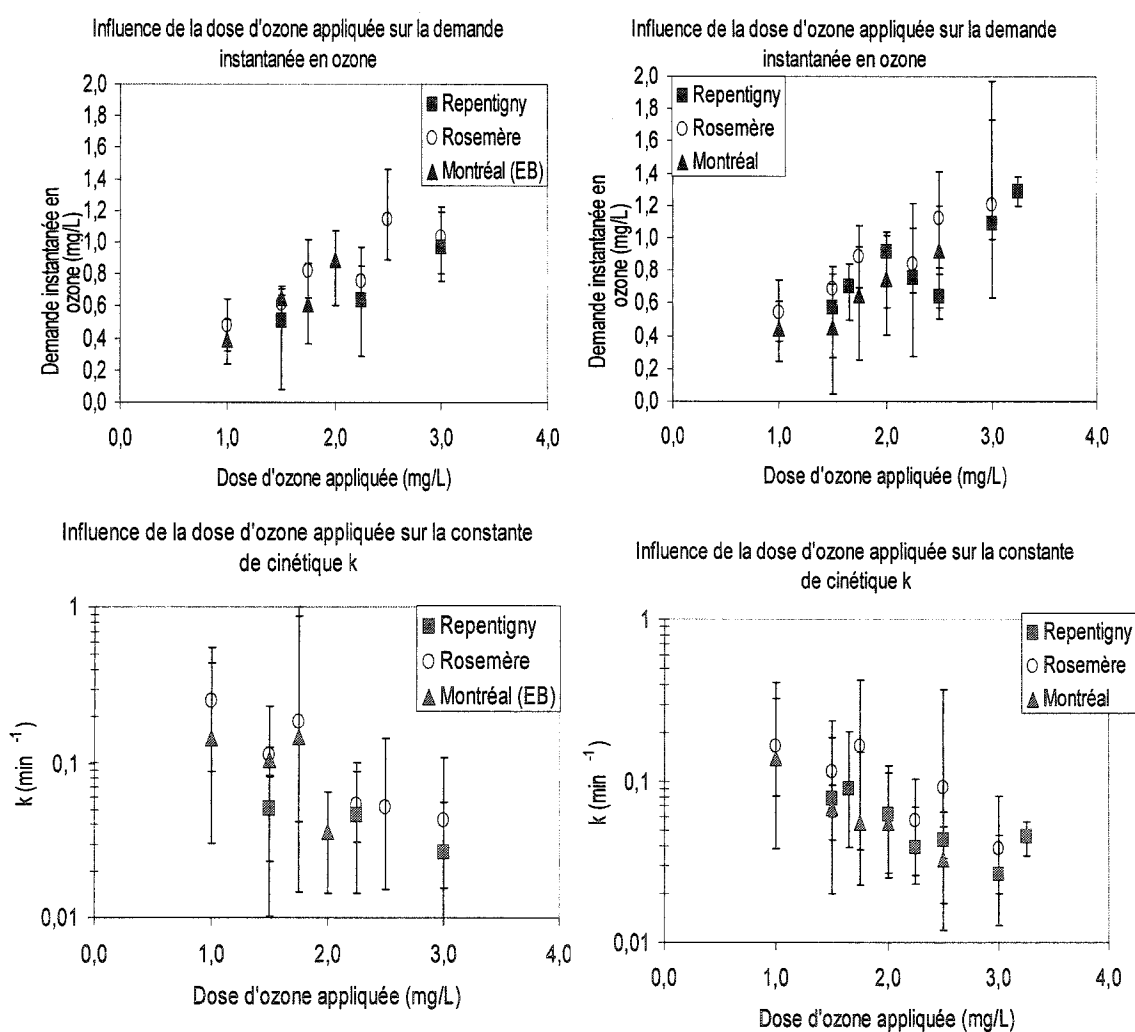 Influence de la dose d'ozone appliquée sur la demande
instantanée en ozone
2,0
1,8
1,6
1,4
1,2
1,0
0,8
0,6
0,4
0,2
0,0
Demande instantanée en
ozone (mg/L)
Repentigny
Rosemère
Montréal (EB)
0,0
1,0
2,0
3,0
4,0
Dose d'ozone appliquée (mg/L)
Influence de la dose d'ozone appliquée sur la demande
instantanée en ozone
2,0
1,8
1,6
1,4
1,2
1,0
0,8
0,6
0,4
0,2
0,0
Demande instantanée en
ozone (mg/L)
Repentigny
Rosemère
Montréal
0,0
1,0
2,0
3,0
4,0
Dose d'ozone appliquée (mg/L)
Influence de la dose d'ozone appliquée sur la constante
de cinétique k
1
0,1
0,01
k (min ⁻¹)
Repentigny
Rosemère
Montréal (EB)
0,0
1,0
2,0
3,0
4,0
Dose d'ozone appliquée (mg/L)
Influence de la dose d'ozone appliquée sur la constante
de cinétique k
1
0,1
0,01
k (min ⁻¹)
Repentigny
Rosemère
Montréal
0,0
1,0
2,0
3,0
4,0
Dose d'ozone appliquée (mg/L)